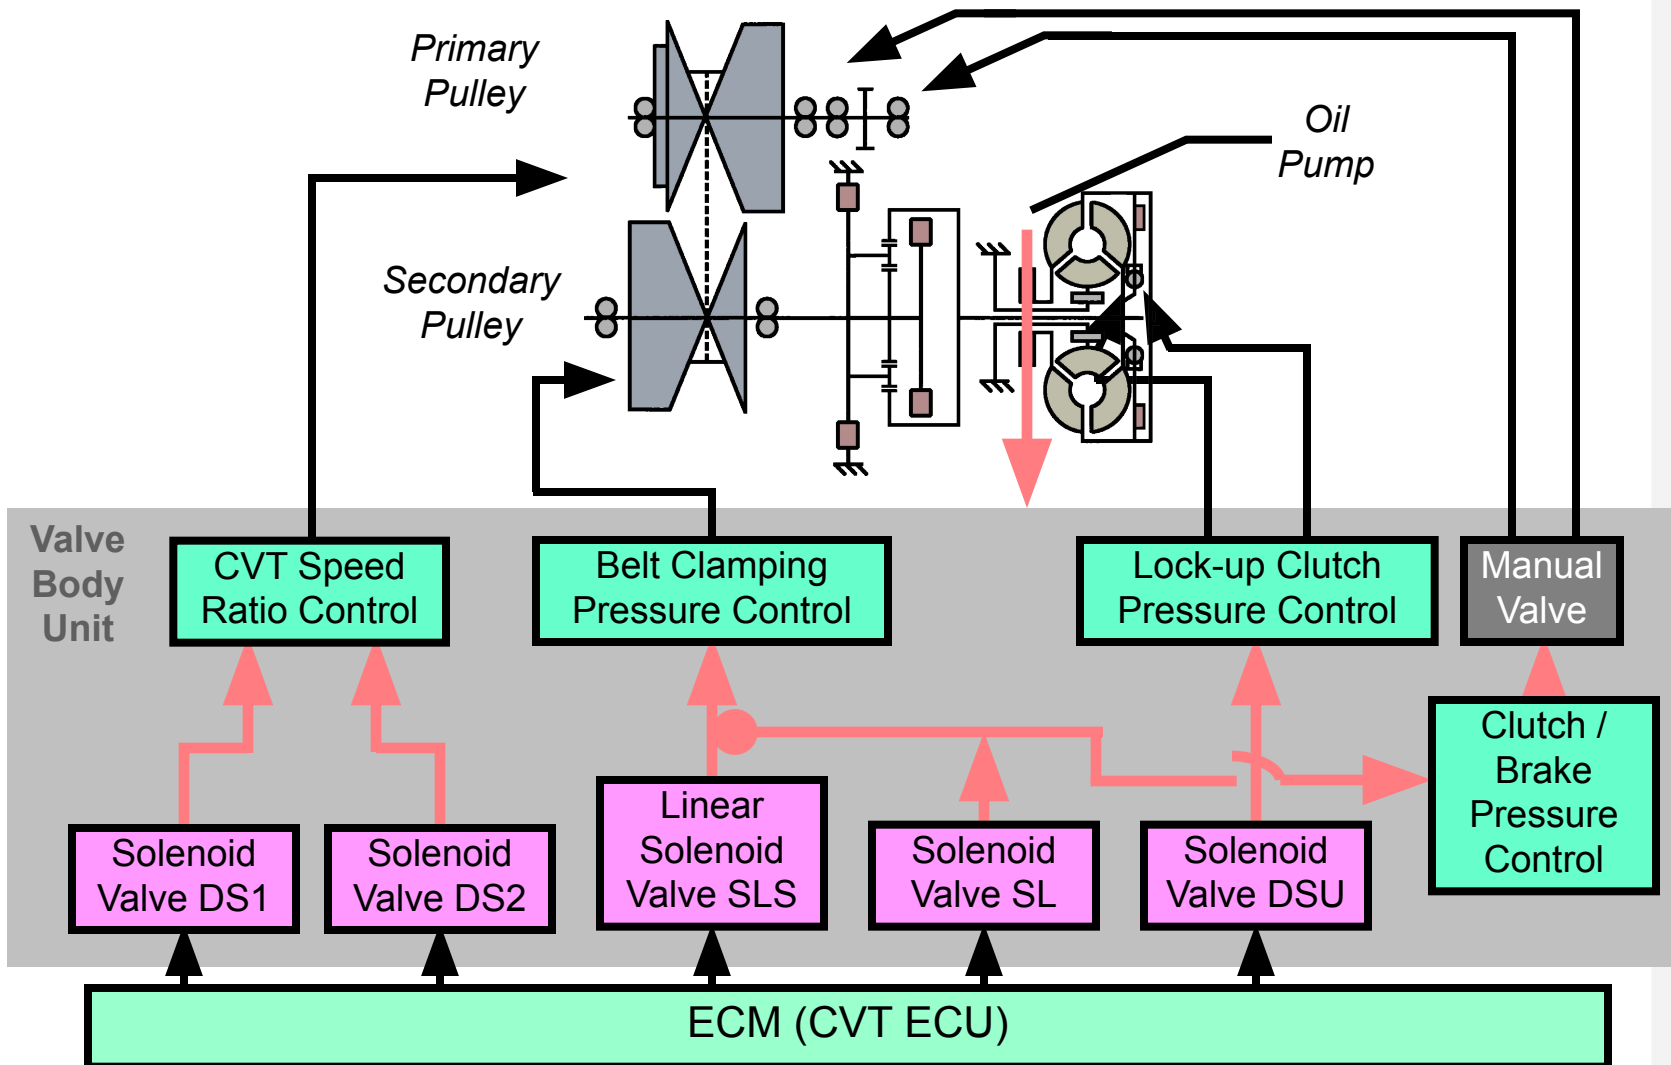 Primary
Pulley
Oil
Pump
Secondary
Pulley
Valve
Body
Unit
CVT Speed
Ratio Control
Belt Clamping
Pressure Control
Lock-up Clutch
Pressure Control
Manual
Valve
Clutch /
Brake
Pressure
Control
Solenoid
Valve DS1
Solenoid
Valve DS2
Linear
Solenoid
Valve SLS
Solenoid
Valve SL
Solenoid
Valve DSU
ECM (CVT ECU)